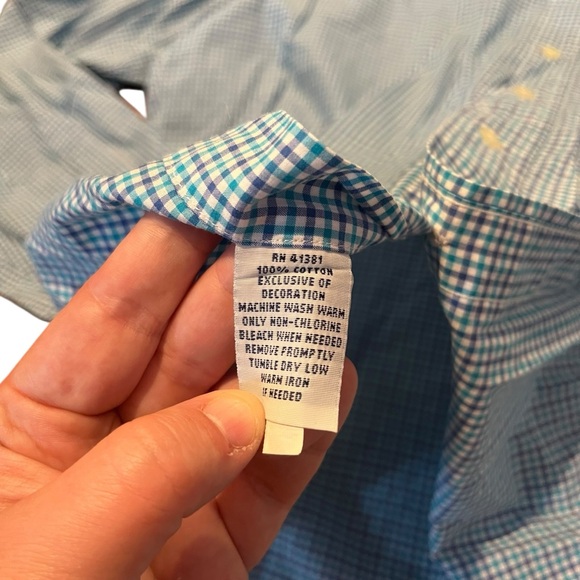 RN 41381
100% COTTON
EXCLUSIVE OF
DECORATION
MACHINE WASH WARM
ONLY NON-CHLORINE
BLEACH WHEN NEEDED
REMOVE PROMPTLY
TUMBLE DRY LOW
WARM IRON
IF NEEDED